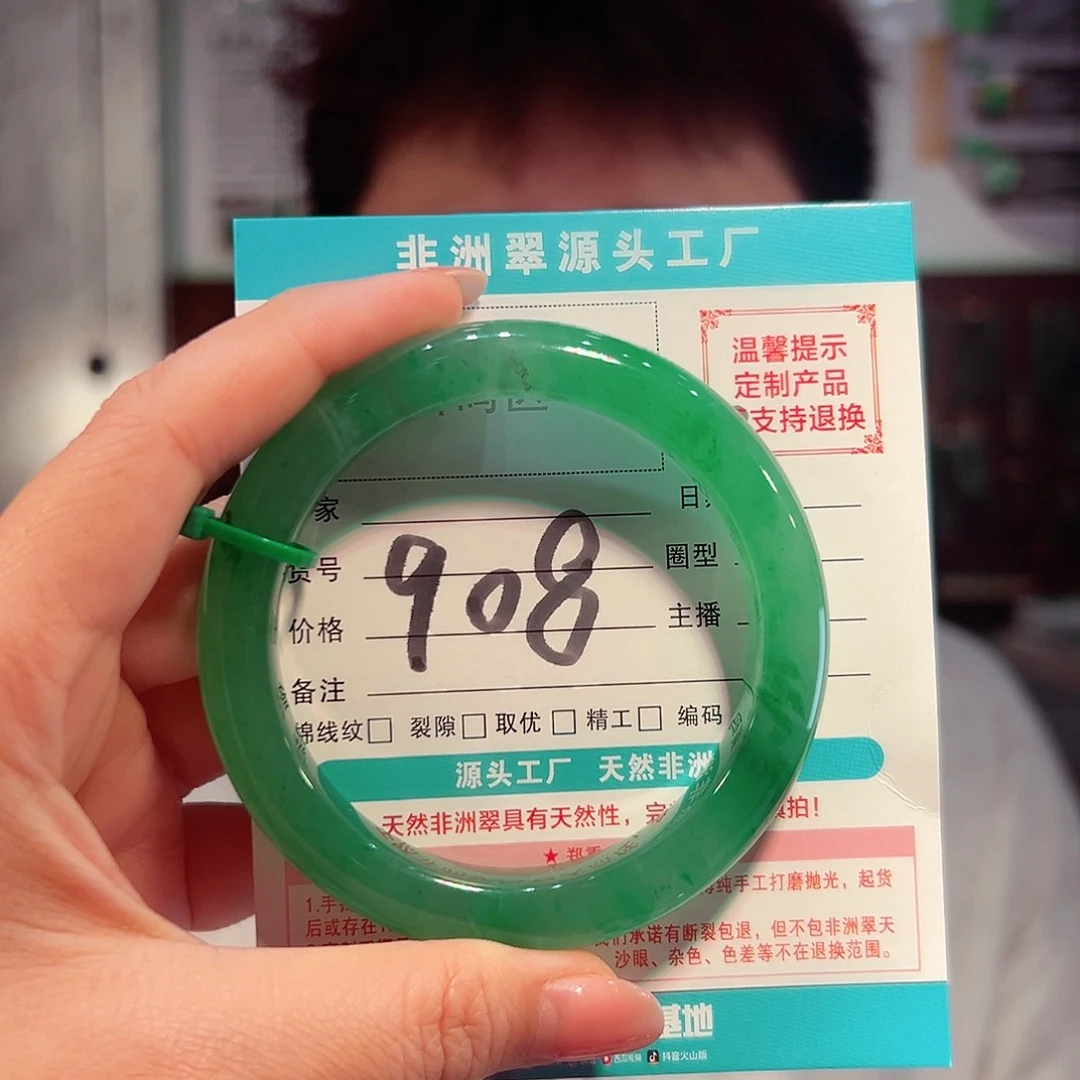 非洲翠源头工厂
温馨提示
定制产品
支持退换
家
日
货号
908
圈型
价格
主播
备注
棉线纹 裂隙 取优 精工 编码
源头工厂 天然非洲
天然非洲翠具有天然性，完 拍！
★ 郑重
1.手 纯手工打磨抛光，起货
后或存在 我们承诺有断裂包退，但不包非洲翠天
沙眼、杂色、色差等不在退换范围。
基地
抖音火山版